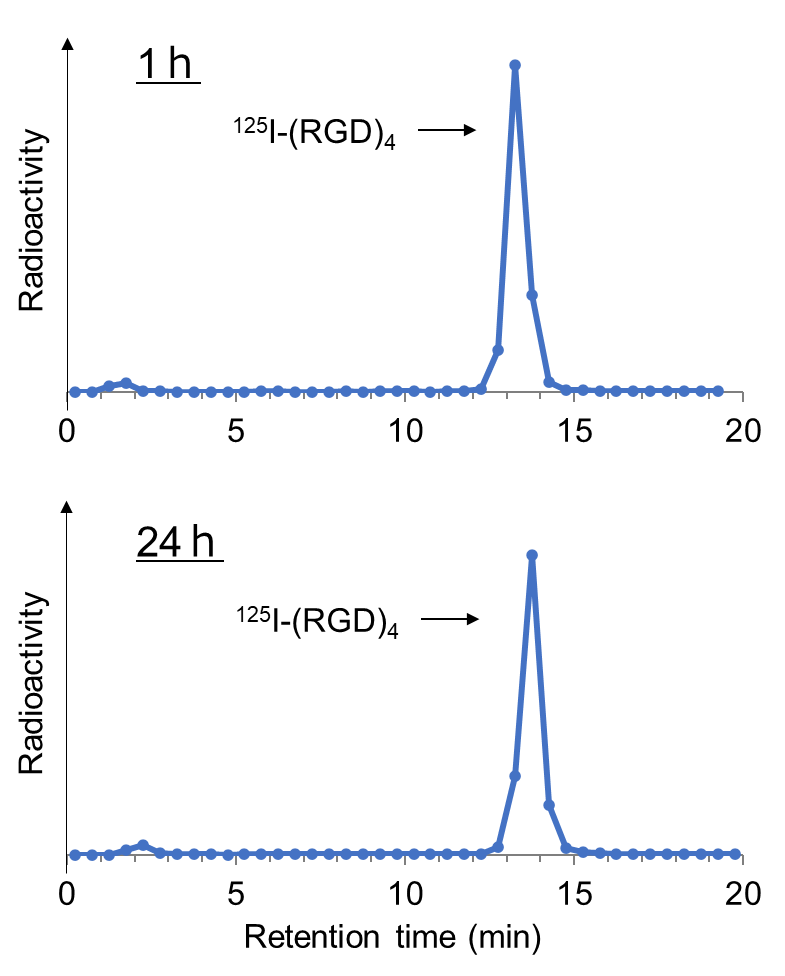 1 h
¹²⁵I-(RGD)₄
Radioactivity
0 5 10 15 20
24 h
¹²⁵I-(RGD)₄
Radioactivity
0 5 10 15 20
Retention time (min)